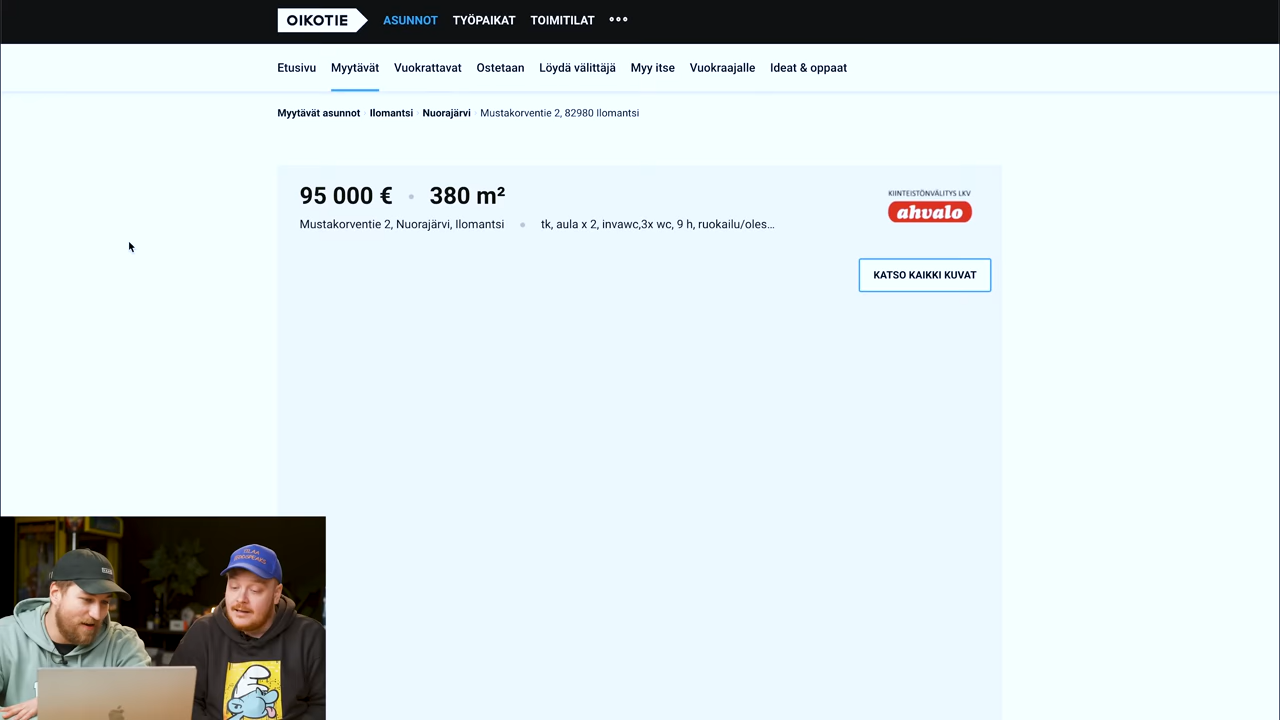 OIKOTIE ASUNNOT TYÖPAIKAT TOIMITILAT
Etusivu Myytävät Vuokrattavat Ostetaan Löydä välittäjä Myy itse Vuokraajalle Ideat & oppaat
Myytävät asunnot Ilomantsi Nuorajärvi Mustakorventie 2, 82980 Ilomantsi
95 000 € • 380 m²
KIINTEISTÖNVÄLITYS LKV
ahvalo
Mustakorventie 2, Nuorajärvi, Ilomantsi • tk, aula x 2, invawc,3x wc, 9 h, ruokailu/oles...
KATSO KAIKKI KUVAT